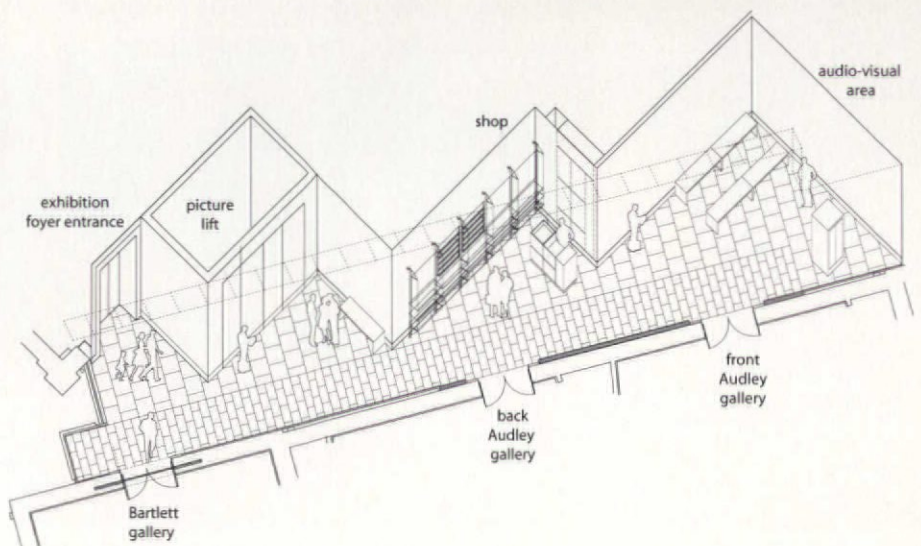 audio-visual
area
shop
exhibition
foyer entrance
picture
lift
front
Audley
gallery
back
Audley
gallery
Bartlett
gallery